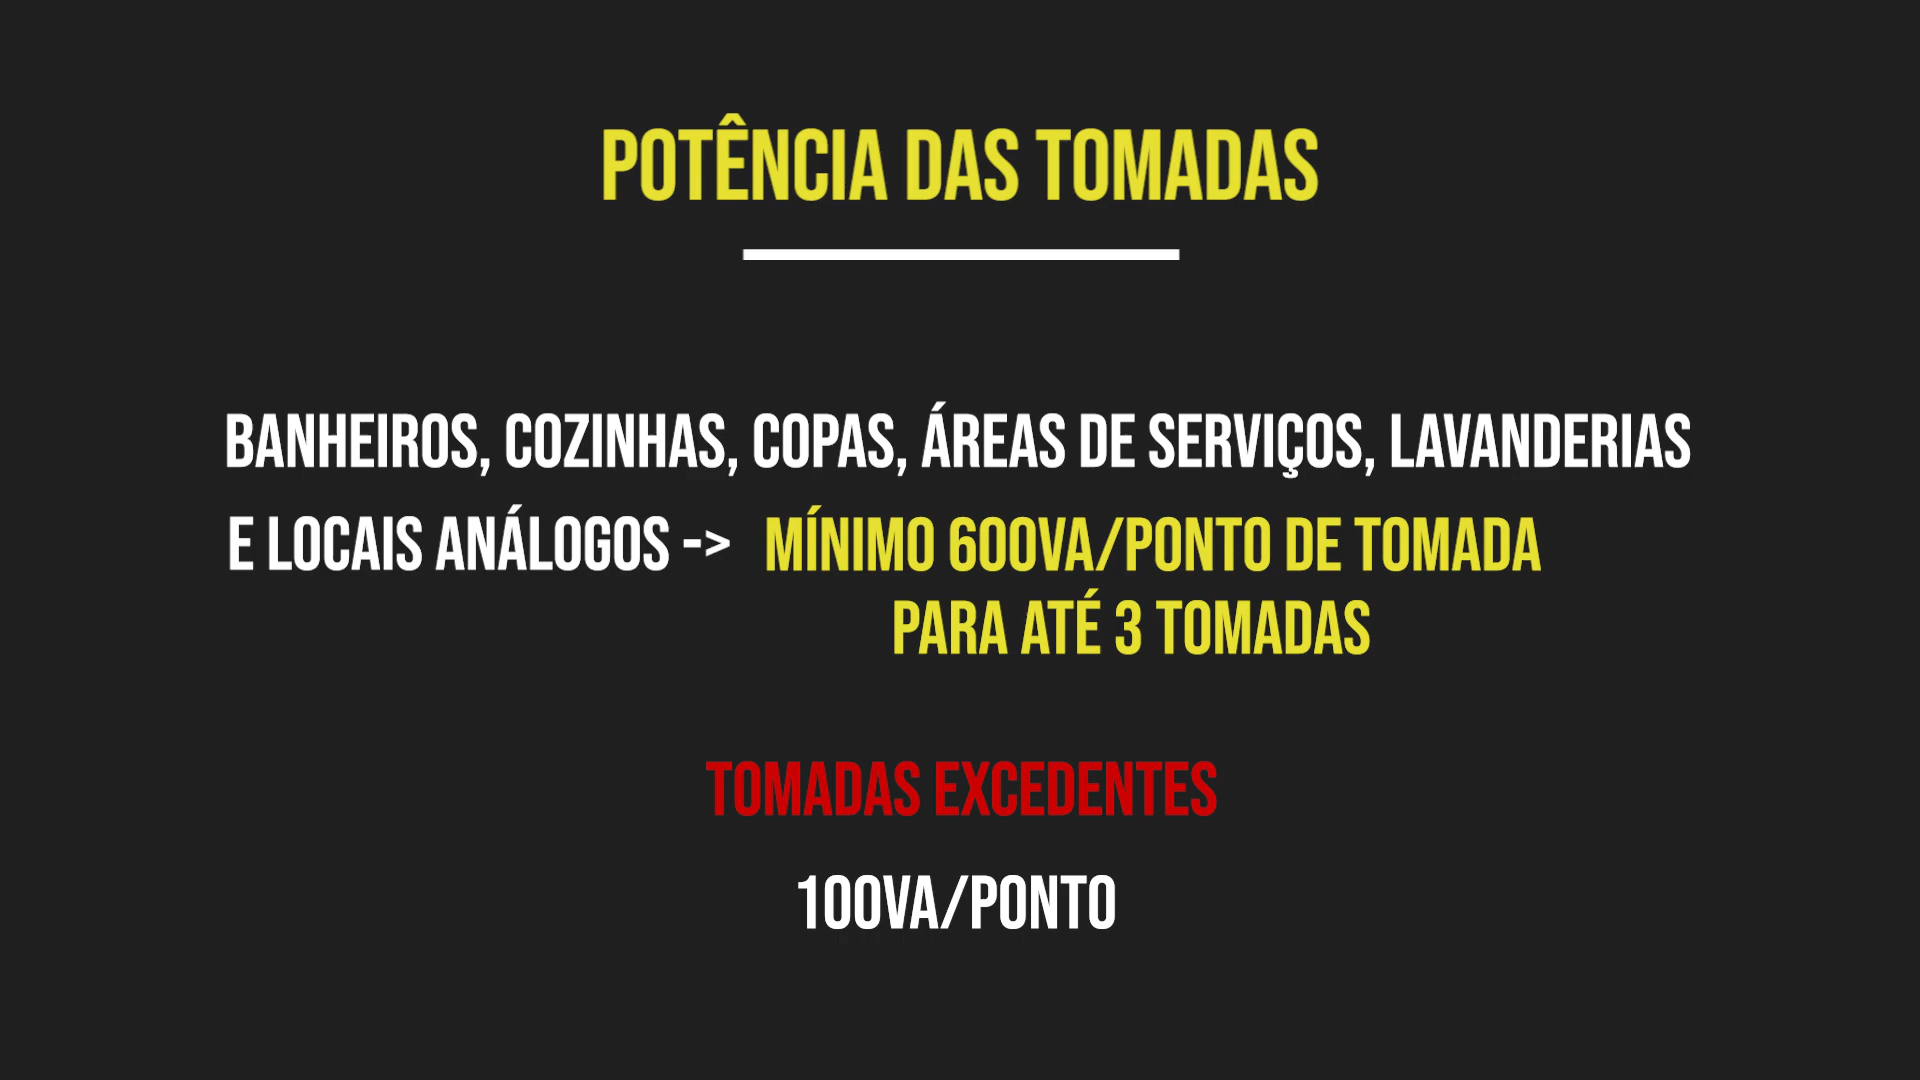 POTÊNCIA DAS TOMADAS
BANHEIROS, COZINHAS, COPAS, ÁREAS DE SERVIÇOS, LAVANDERIAS
E LOCAIS ANÁLOGOS -> MÍNIMO 600VA/PONTO DE TOMADA
PARA ATÉ 3 TOMADAS
TOMADAS EXCEDENTES
100VA/PONTO